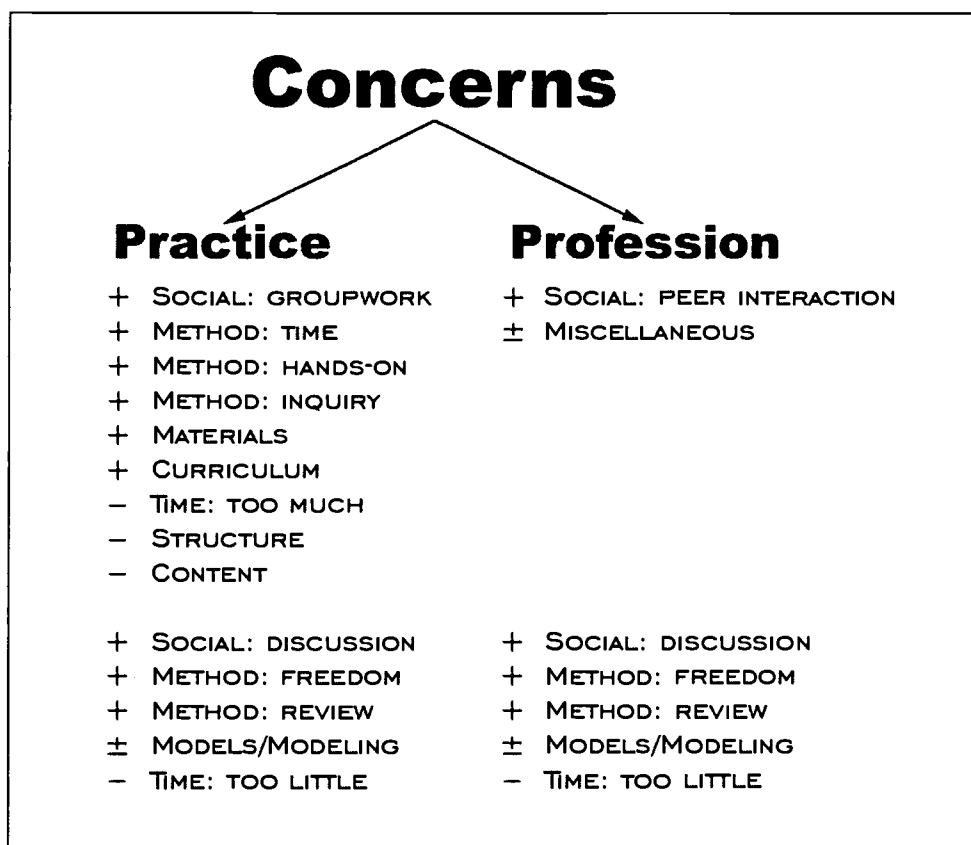 Concerns
Practice
+ SOCIAL: GROUPWORK
+ METHOD: TIME
+ METHOD: HANDS-ON
+ METHOD: INQUIRY
+ MATERIALS
+ CURRICULUM
– TIME: TOO MUCH
– STRUCTURE
– CONTENT
+ SOCIAL: DISCUSSION
+ METHOD: FREEDOM
+ METHOD: REVIEW
± MODELS/MODELING
– TIME: TOO LITTLE
Profession
+ SOCIAL: PEER INTERACTION
± MISCELLANEOUS
+ SOCIAL: DISCUSSION
+ METHOD: FREEDOM
+ METHOD: REVIEW
± MODELS/MODELING
– TIME: TOO LITTLE